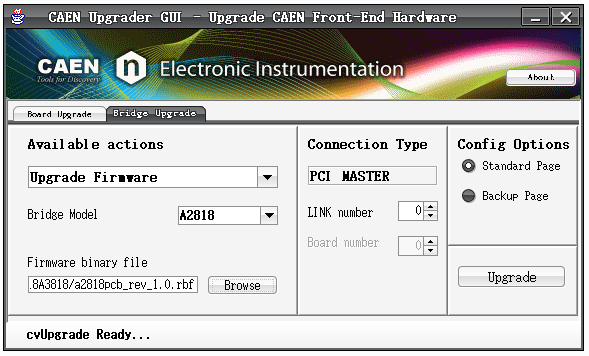 CAEN Upgrader GUI - Upgrade CAEN Front-End Hardware
CAEN n Electronic Instrumentation
Tools for Discovery
About
Board Upgrade Bridge Upgrade
Available actions
Upgrade Firmware
Bridge Model A2818
Firmware binary file
.8A3818/a2818pcb_rev_1.0.rbf Browse
Connection Type
PCI MASTER
LINK number 0
Board number 0
Config Options
Standard Page
Backup Page
Upgrade
cvUpgrade Ready...